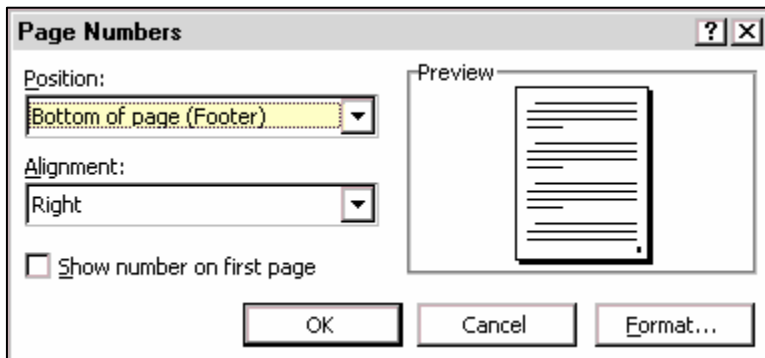 Page Numbers
Position:
Bottom of page (Footer)
Alignment:
Right
Show number on first page
Preview
OK
Cancel
Format...